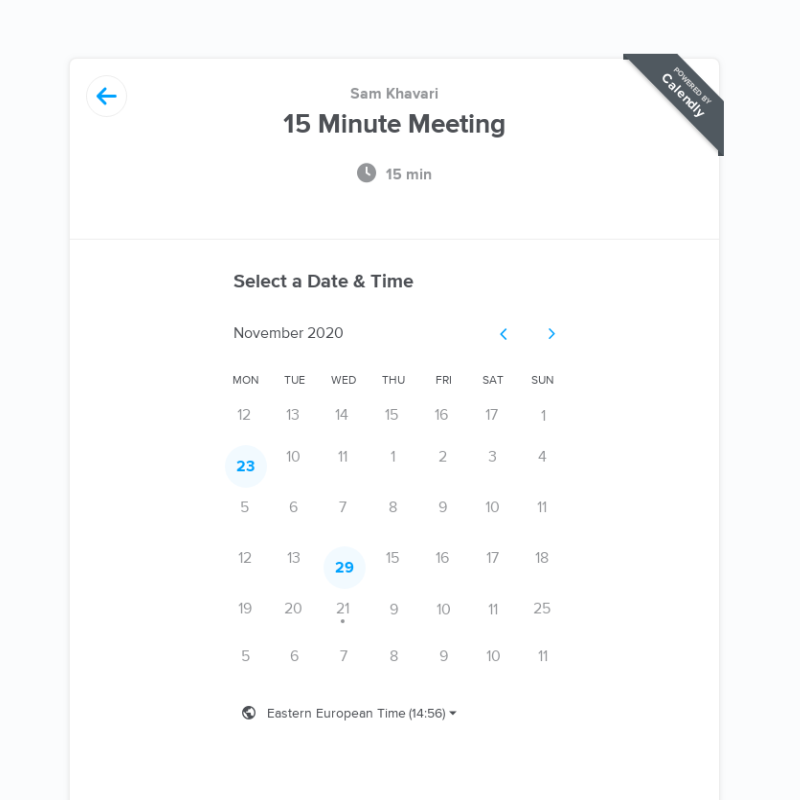 POWERED BY
Calendly
Sam Khavari
15 Minute Meeting
15 min
Select a Date & Time
November 2020
MON TUE WED THU FRI SAT SUN
12 13 14 15 16 17 1
23 10 11 1 2 3 4
5 6 7 8 9 10 11
12 13 29 15 16 17 18
19 20 21 9 10 11 25
5 6 7 8 9 10 11
Eastern European Time (14:56)